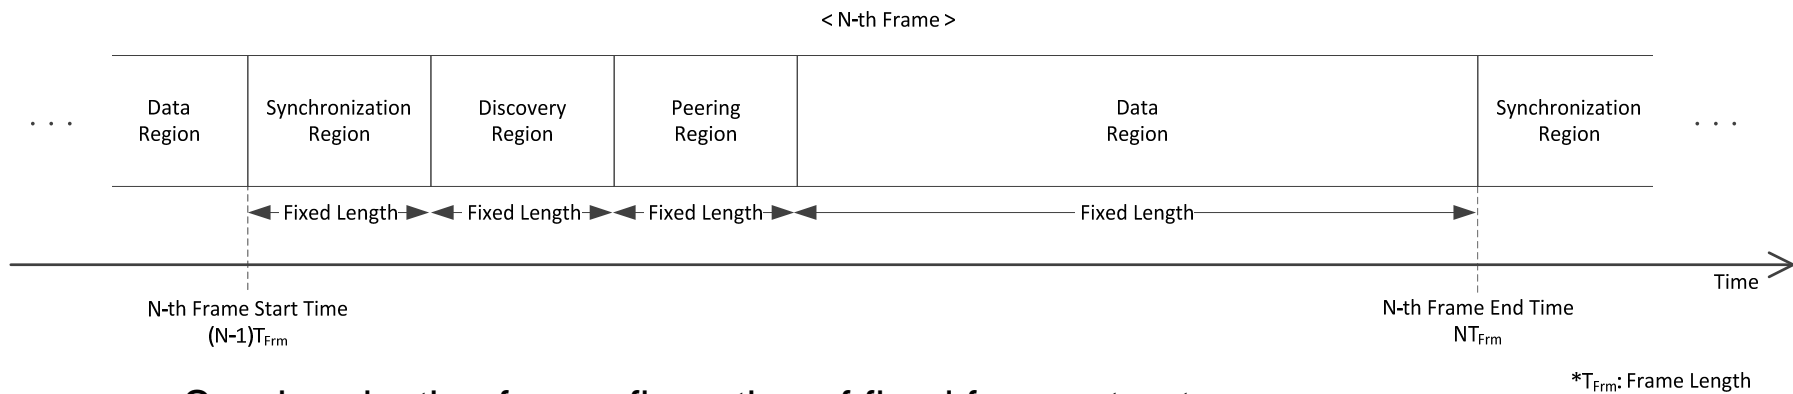 < N-th Frame >
. . .
Data
Region
Synchronization
Region
Discovery
Region
Peering
Region
Data
Region
Synchronization
Region
. . .
Fixed Length
Fixed Length
Fixed Length
Fixed Length
Time
N-th Frame Start Time
(N-1)TFrm
N-th Frame End Time
NTFrm
*TFrm: Frame Length